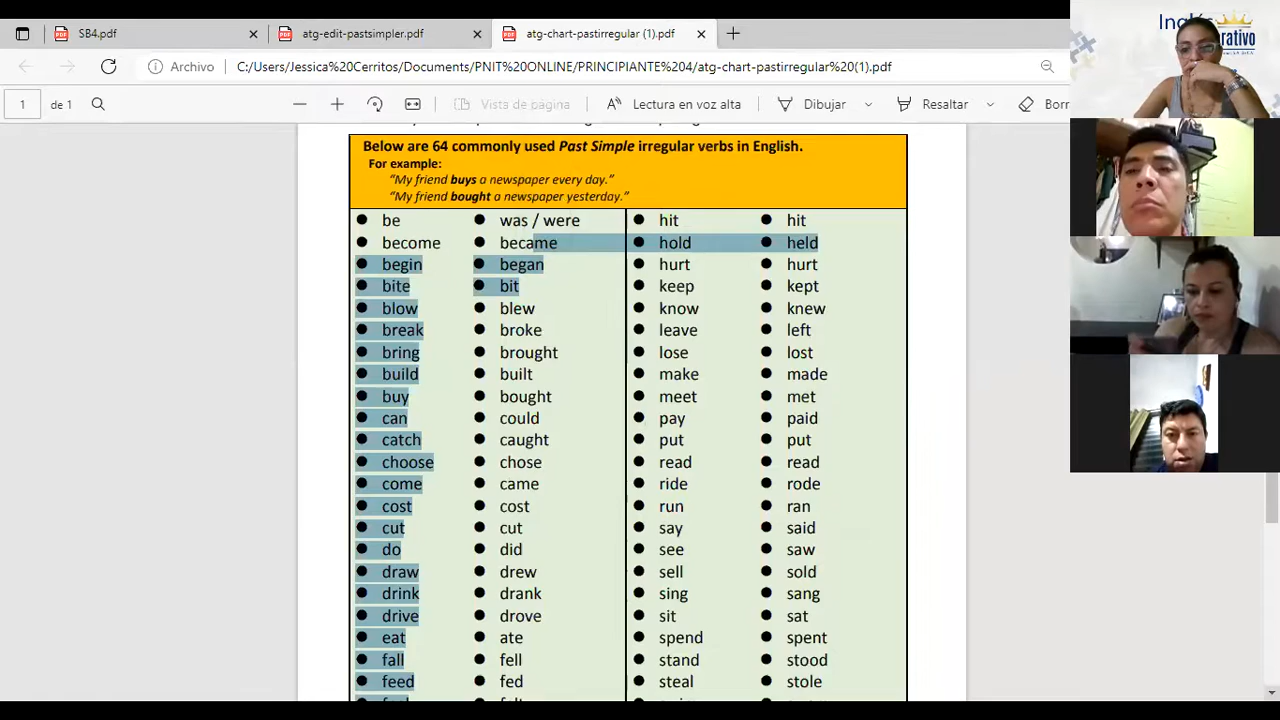 SB4.pdf
atg-edit-pastsimpler.pdf
atg-chart-pastirregular (1).pdf
Archivo
C:/Users/Jessica%20Cerritos/Documents/PNIT%20ONLINE/PRINCIPIANTE%204/atg-chart-pastirregular%20(1).pdf
1 de 1
Vista de página
Lectura en voz alta
Dibujar
Resaltar
Borr
Below are 64 commonly used Past Simple irregular verbs in English.
For example:
"My friend buys a newspaper every day."
"My friend bought a newspaper yesterday."
be was / were hit hit
become became hold held
begin began hurt hurt
bite bit keep kept
blow blew know knew
break broke leave left
bring brought lose lost
build built make made
buy bought meet met
can could pay paid
catch caught put put
choose chose read read
come came ride rode
cost cost run ran
cut cut say said
do did see saw
draw drew sell sold
drink drank sing sang
drive drove sit sat
eat ate spend spent
fall fell stand stood
feed fed steal stole